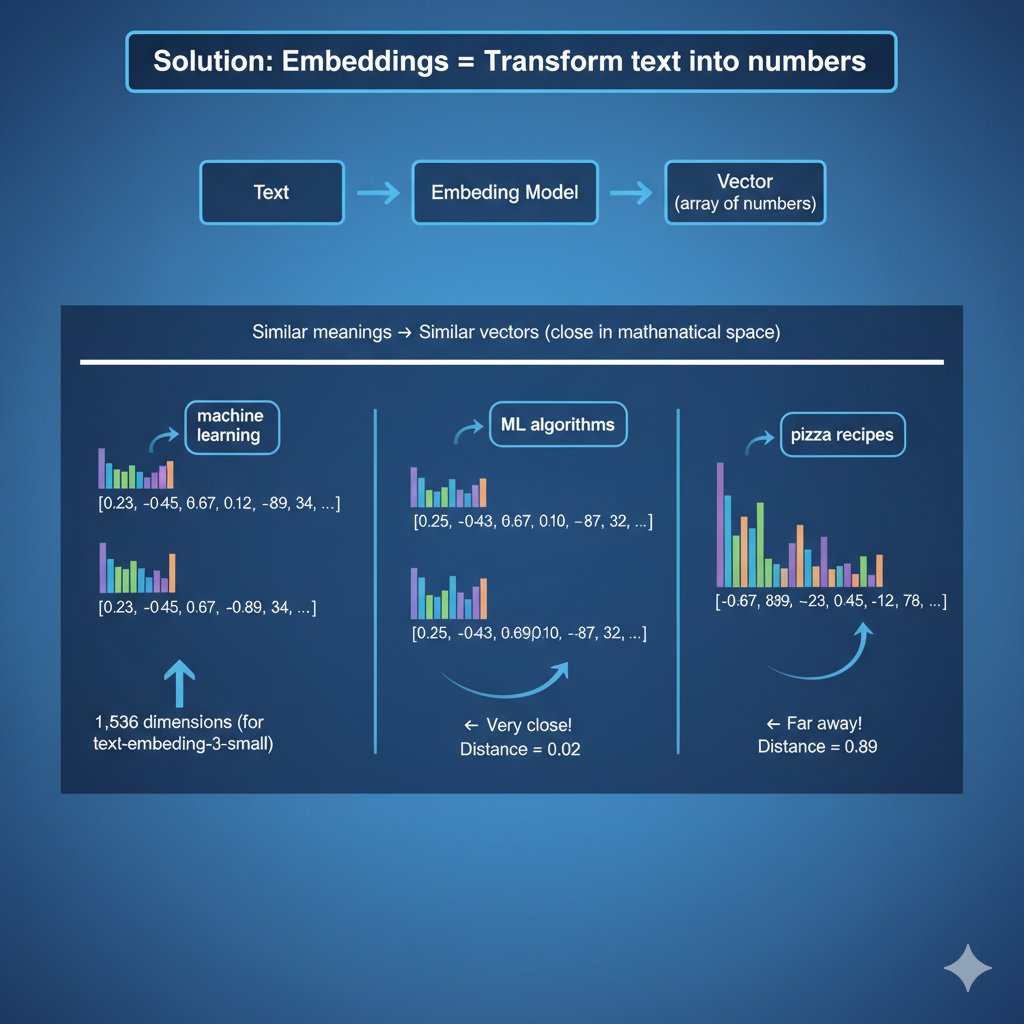 Solution: Embeddings = Transform text into numbers
Text
Embeding Model
Vector
(array of numbers)
Similar meanings → Similar vectors (close in mathematical space)
machine
learning
[0.23, -0.45, 6.67, 0.12, -89, 34, ...]
[0.23, -0.45, 0.67, -0.89, 34, ...]
1,536 dimensions (for
text-embeding-3-small)
ML algorithms
[0.25, -0.43, 6.67, 0.10, -87, 32, ...]
[0.25, -0.43, 0.690.10, --87, 32, ...]
← Very close!
Distance = 0.02
pizza recipes
[-0.67, 899, -23, 0.45, -12, 78, ...]
← Far away!
Distance = 0.89